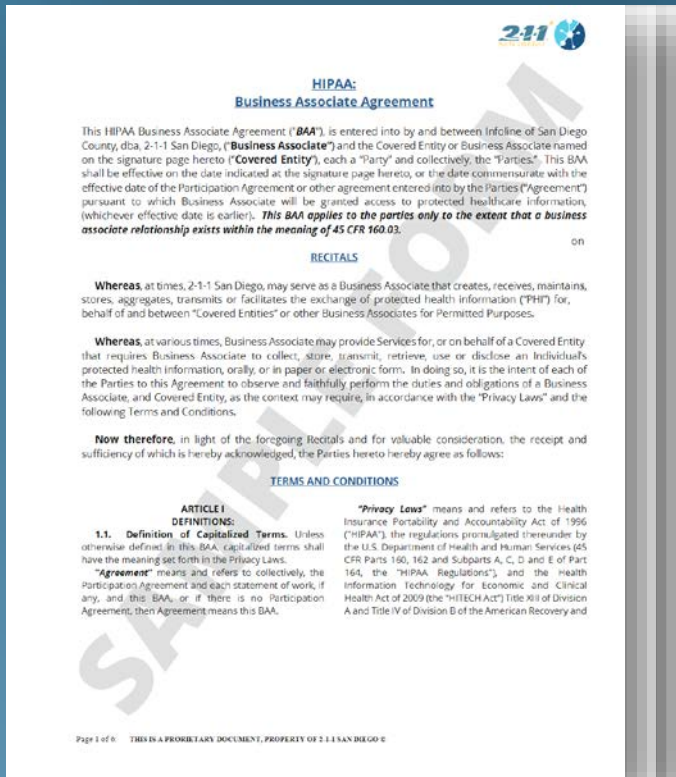 2·1·1
HIPAA:
Business Associate Agreement
This HIPAA Business Associate Agreement ("BAA"), is entered into by and between Infoline of San Diego
County, dba, 2-1-1 San Diego, ("Business Associate") and the Covered Entity or Business Associate named
on the signature page hereto ("Covered Entity"), each a "Party" and collectively, the "Parties." This BAA
shall be effective on the date indicated at the signature page hereto, or the date commensurate with the
effective date of the Participation Agreement or other agreement entered into by the Parties ("Agreement")
pursuant to which Business Associate will be granted access to protected healthcare information,
(whichever effective date is earlier). This BAA applies to the parties only to the extent that a business
associate relationship exists within the meaning of 45 CFR 160.03.
on
RECITALS
Whereas, at times, 2-1-1 San Diego, may serve as a Business Associate that creates, receives, maintains,
stores, aggregates, transmits or facilitates the exchange of protected health information ("PHI") for,
behalf of and between "Covered Entities" or other Business Associates for Permitted Purposes.
Whereas, at various times, Business Associate may provide Services for, or on behalf of a Covered Entity
that requires Business Associate to collect, store, transmit, retrieve, use or disclose an Individual's
protected health information, orally, or in paper or electronic form. In doing so, it is the intent of each of
the Parties to this Agreement to observe and faithfully perform the duties and obligations of a Business
Associate, and Covered Entity, as the context may require, in accordance with the "Privacy Laws" and the
following Terms and Conditions.
Now therefore, in light of the foregoing Recitals and for valuable consideration, the receipt and
sufficiency of which is hereby acknowledged, the Parties hereto hereby agree as follows:
TERMS AND CONDITIONS
ARTICLE I
DEFINITIONS:
1.1. Definition of Capitalized Terms. Unless
otherwise defined in this BAA, capitalized terms shall
have the meaning set forth in the Privacy Laws.
"Agreement" means and refers to collectively, the
Participation Agreement and each statement of work, if
any, and this BAA, or if there is no Participation
Agreement, then Agreement means this BAA.
"Privacy Laws" means and refers to the Health
Insurance Portability and Accountability Act of 1996
("HIPAA"), the regulations promulgated thereunder by
the U.S. Department of Health and Human Services (45
CFR Parts 160, 162 and Subparts A, C, D and E of Part
164, the "HIPAA Regulations"), and the Health
Information Technology for Economic and Clinical
Health Act of 2009 (the "HITECH Act") Title XIII of Division
A and Title IV of Division B of the American Recovery and
SAMPLE FORM
Page 1 of 6 THIS IS A PRORIETARY DOCUMENT, PROPERTY OF 2-1-1 SAN DIEGO ©